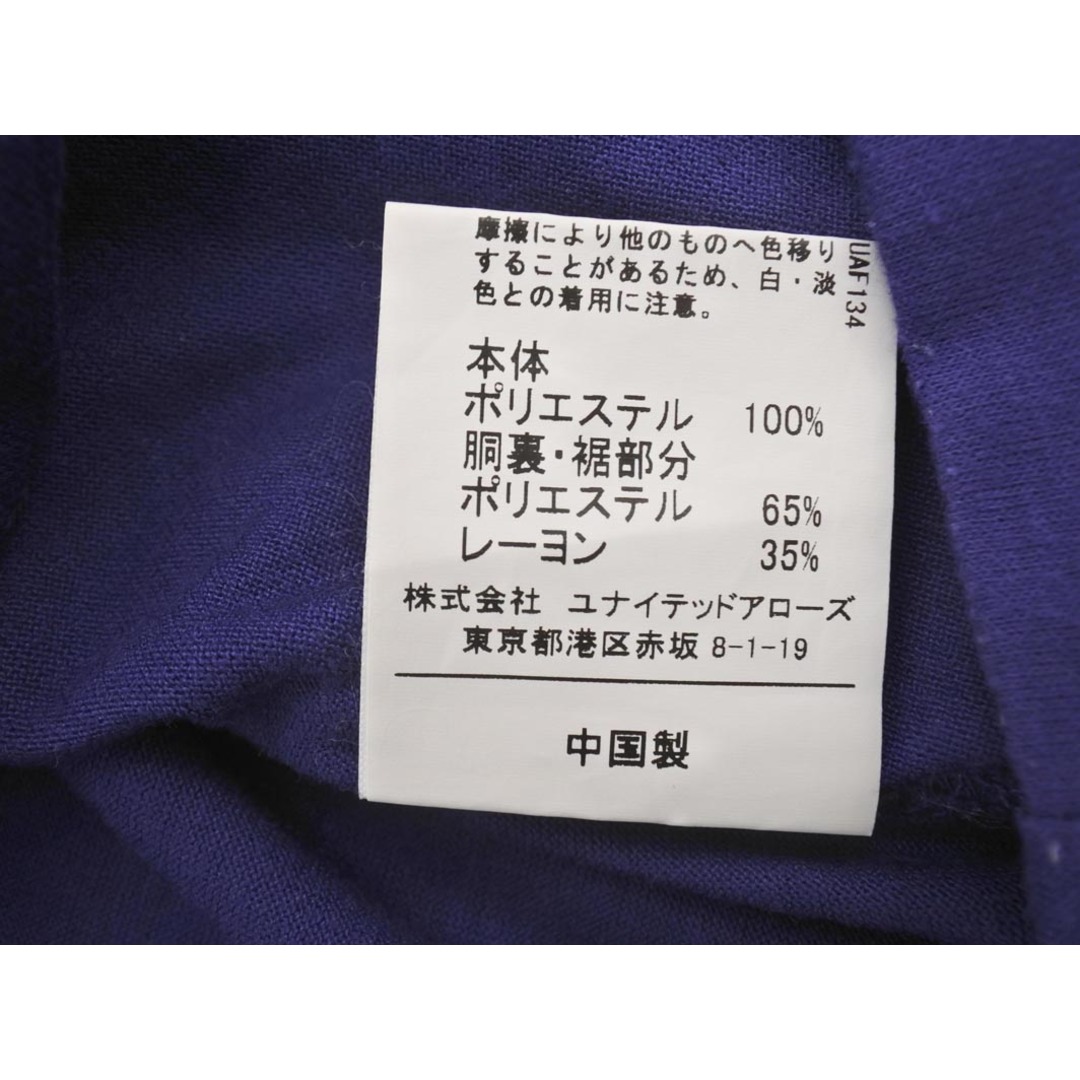 摩擦により他のものへ色移り
することがあるため、白・淡
色との着用に注意。
UAF134
本体
ポリエステル 100%
胴裏・裾部分
ポリエステル 65%
レーヨン 35%
株式会社 ユナイテッドアローズ
東京都港区赤坂 8-1-19
中国製